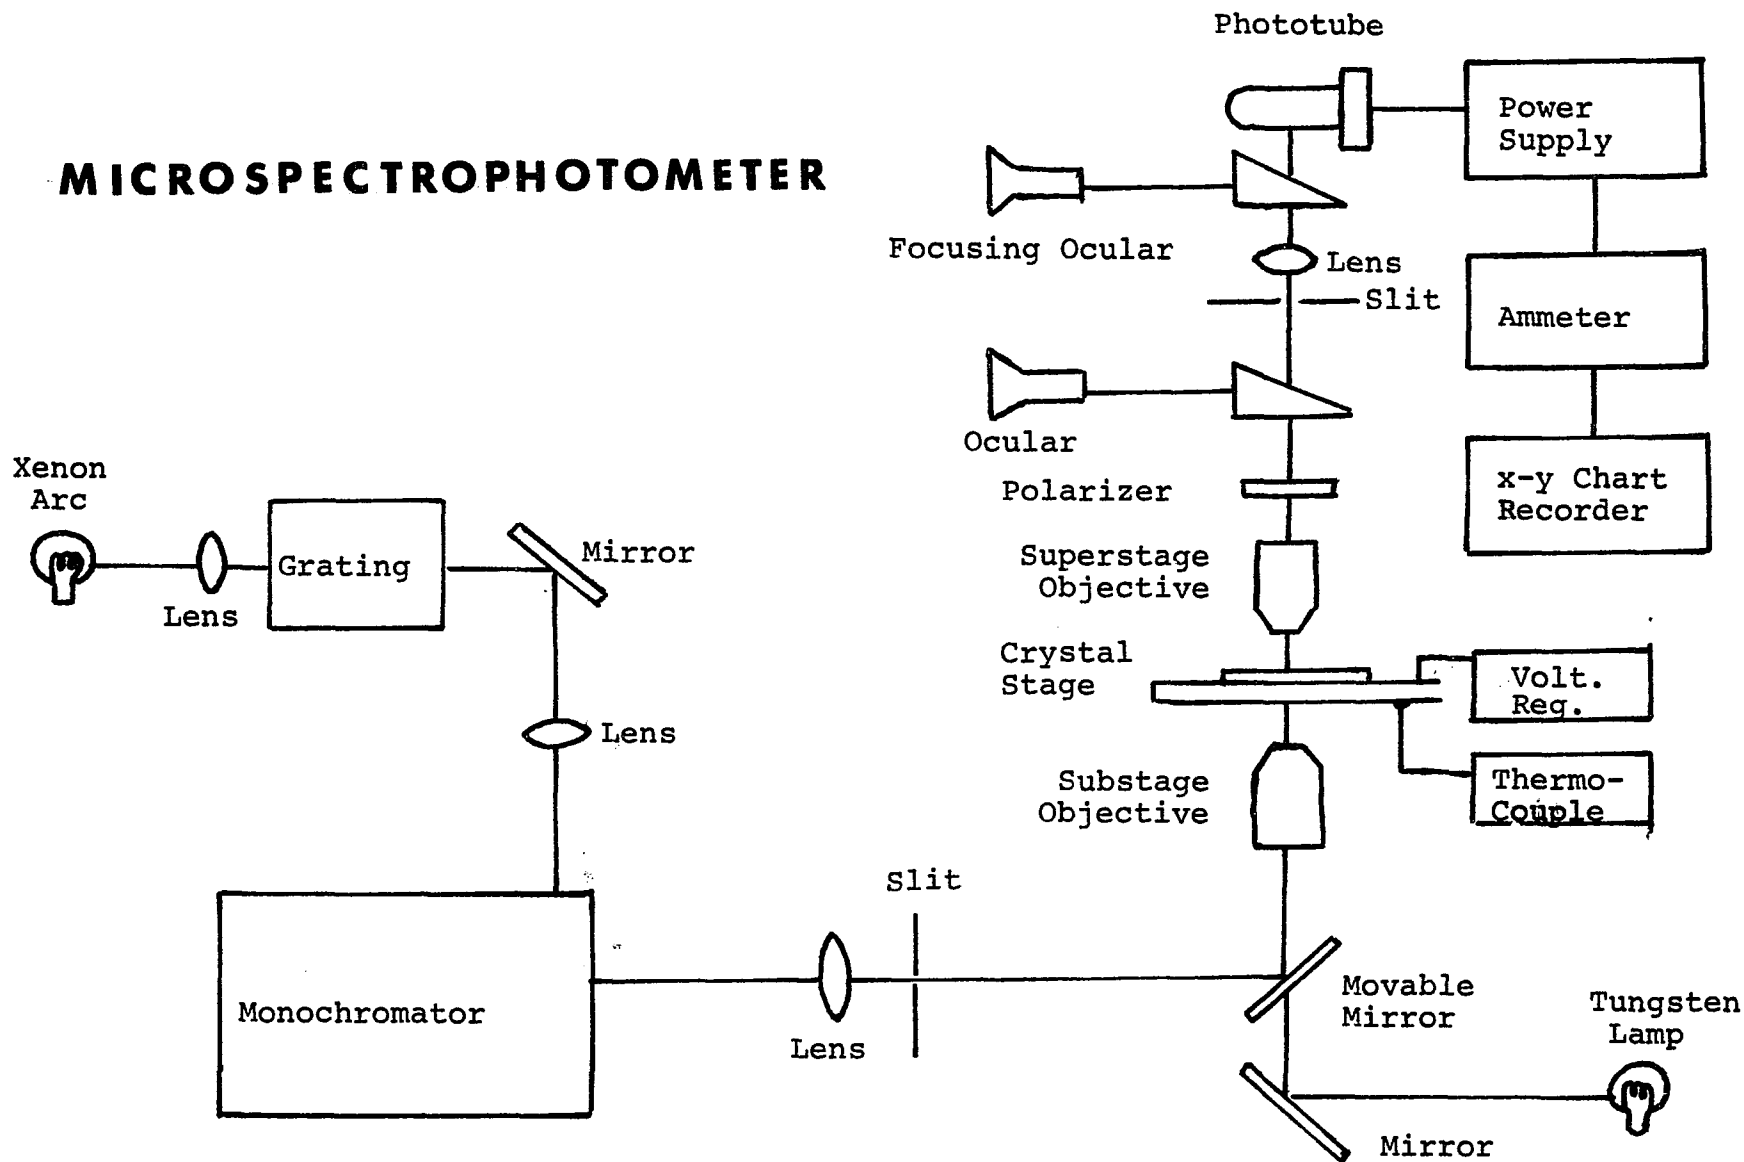 Phototube
Power
Supply
MICROSPECTROPHOTOMETER
Focusing Ocular
Lens
Slit
Ammeter
Ocular
Xenon
Arc
Polarizer
x-y Chart
Recorder
Grating
Mirror
Lens
Superstage
Objective
Crystal
Stage
Volt.
Reg.
Lens
Substage
Objective
Thermo-
Couple
Slit
Monochromator
Lens
Movable
Mirror
Tungsten
Lamp
Mirror